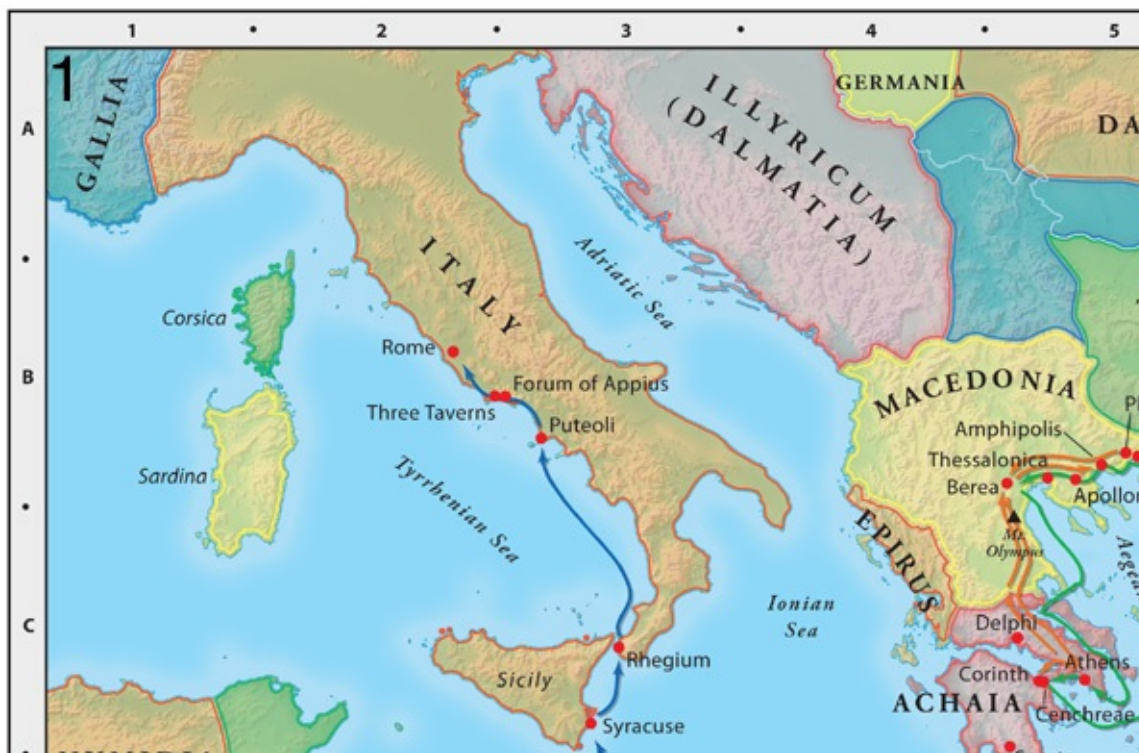 1 • 2 • 3 • 4 • 5
1
A
•
B
•
C
GALLIA
ITALY
ILLYRICUM
(DALMATIA)
GERMANIA
DA
Adriatic Sea
Corsica
Sardina
Rome
Forum of Appius
Three Taverns
Puteoli
Tyrrhenian Sea
MACEDONIA
Amphipolis
Thessalonica
Berea
Apollon
Mt.
Olympus
EPIRUS
Aegean
Ionian
Sea
Delphi
Rhegium
Sicily
Syracuse
Corinth
Athens
ACHAIA
Cenchreae